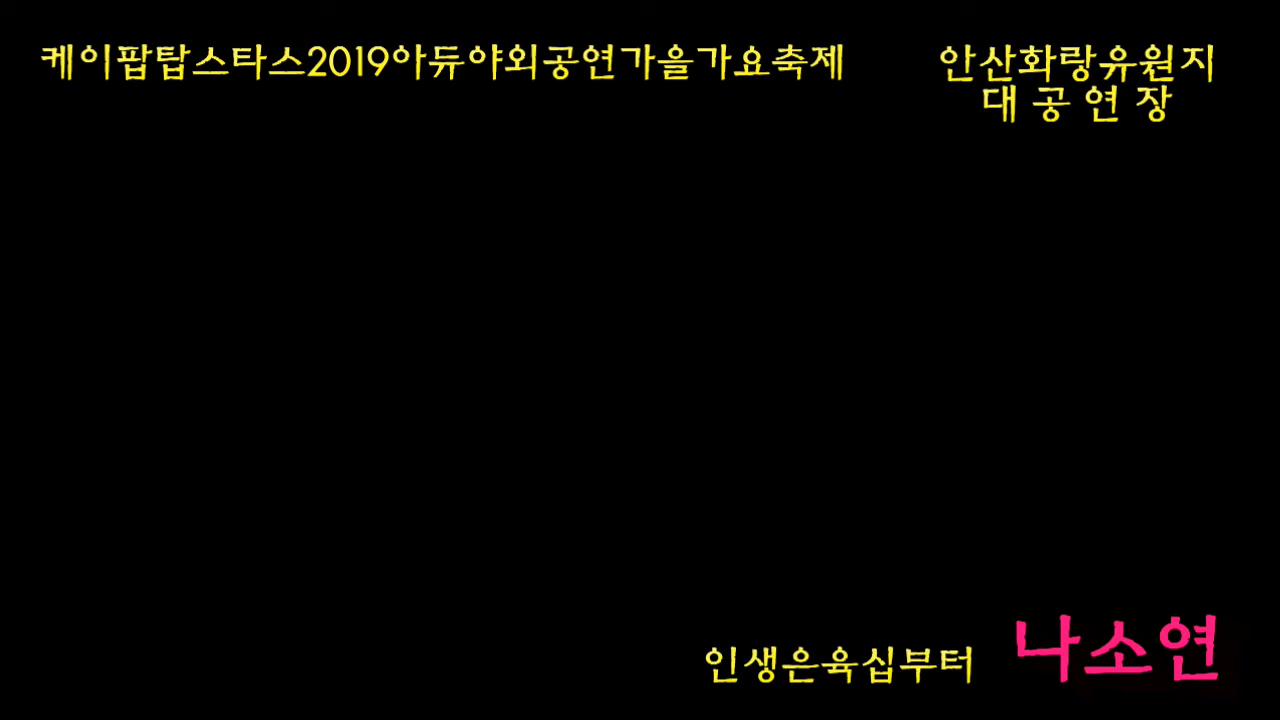 케이팝탑스타스2019아듀야외공연가을가요축제
안산화랑유원지
대 공 연 장
인생은육십부터
나소연